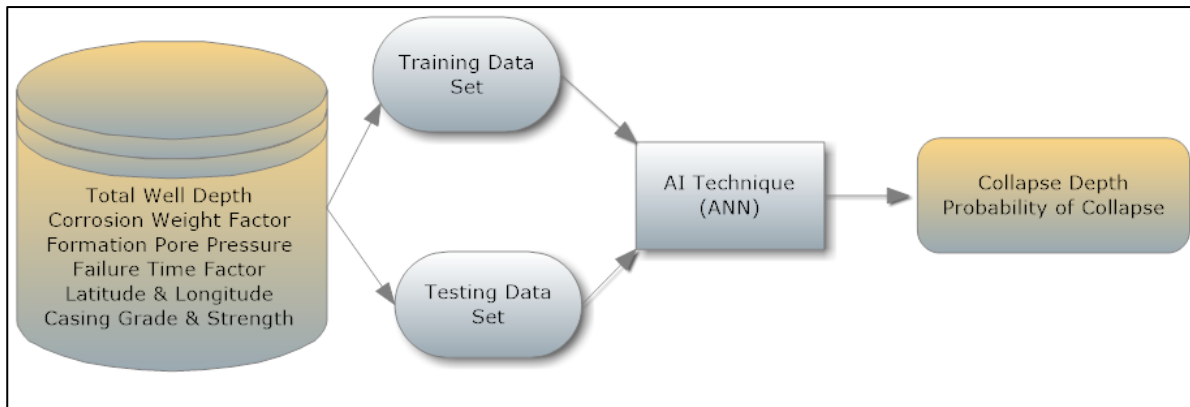 Total Well Depth
Corrosion Weight Factor
Formation Pore Pressure
Failure Time Factor
Latitude & Longitude
Casing Grade & Strength
Training Data
Set
Testing Data
Set
AI Technique
(ANN)
Collapse Depth
Probability of Collapse